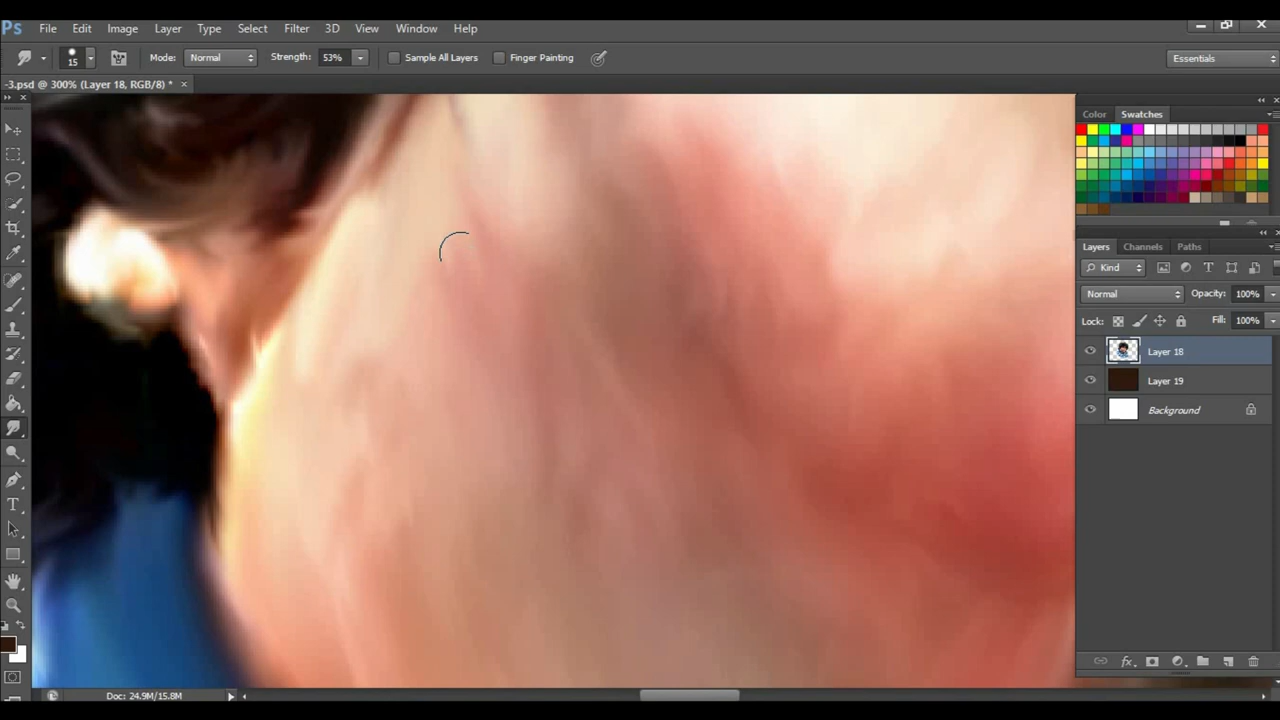 Ps File Edit Image Layer Type Select Filter 3D View Window Help
15 Mode: Normal Strength: 53% Sample All Layers Finger Painting Essentials
-3.psd @ 300% (Layer 18, RGB/8) * ×
Color Swatches
Layers Channels Paths
Kind
Normal Opacity: 100%
Lock: Fill: 100%
Layer 18
Layer 19
Background
Doc: 24.9M/15.8M